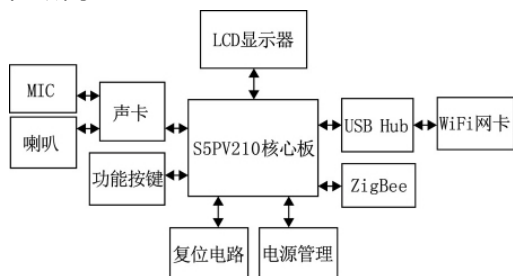 LCD显示器
MIC
声卡
喇叭
S5PV210核心板
USB Hub
WiFi网卡
功能按键
ZigBee
复位电路
电源管理